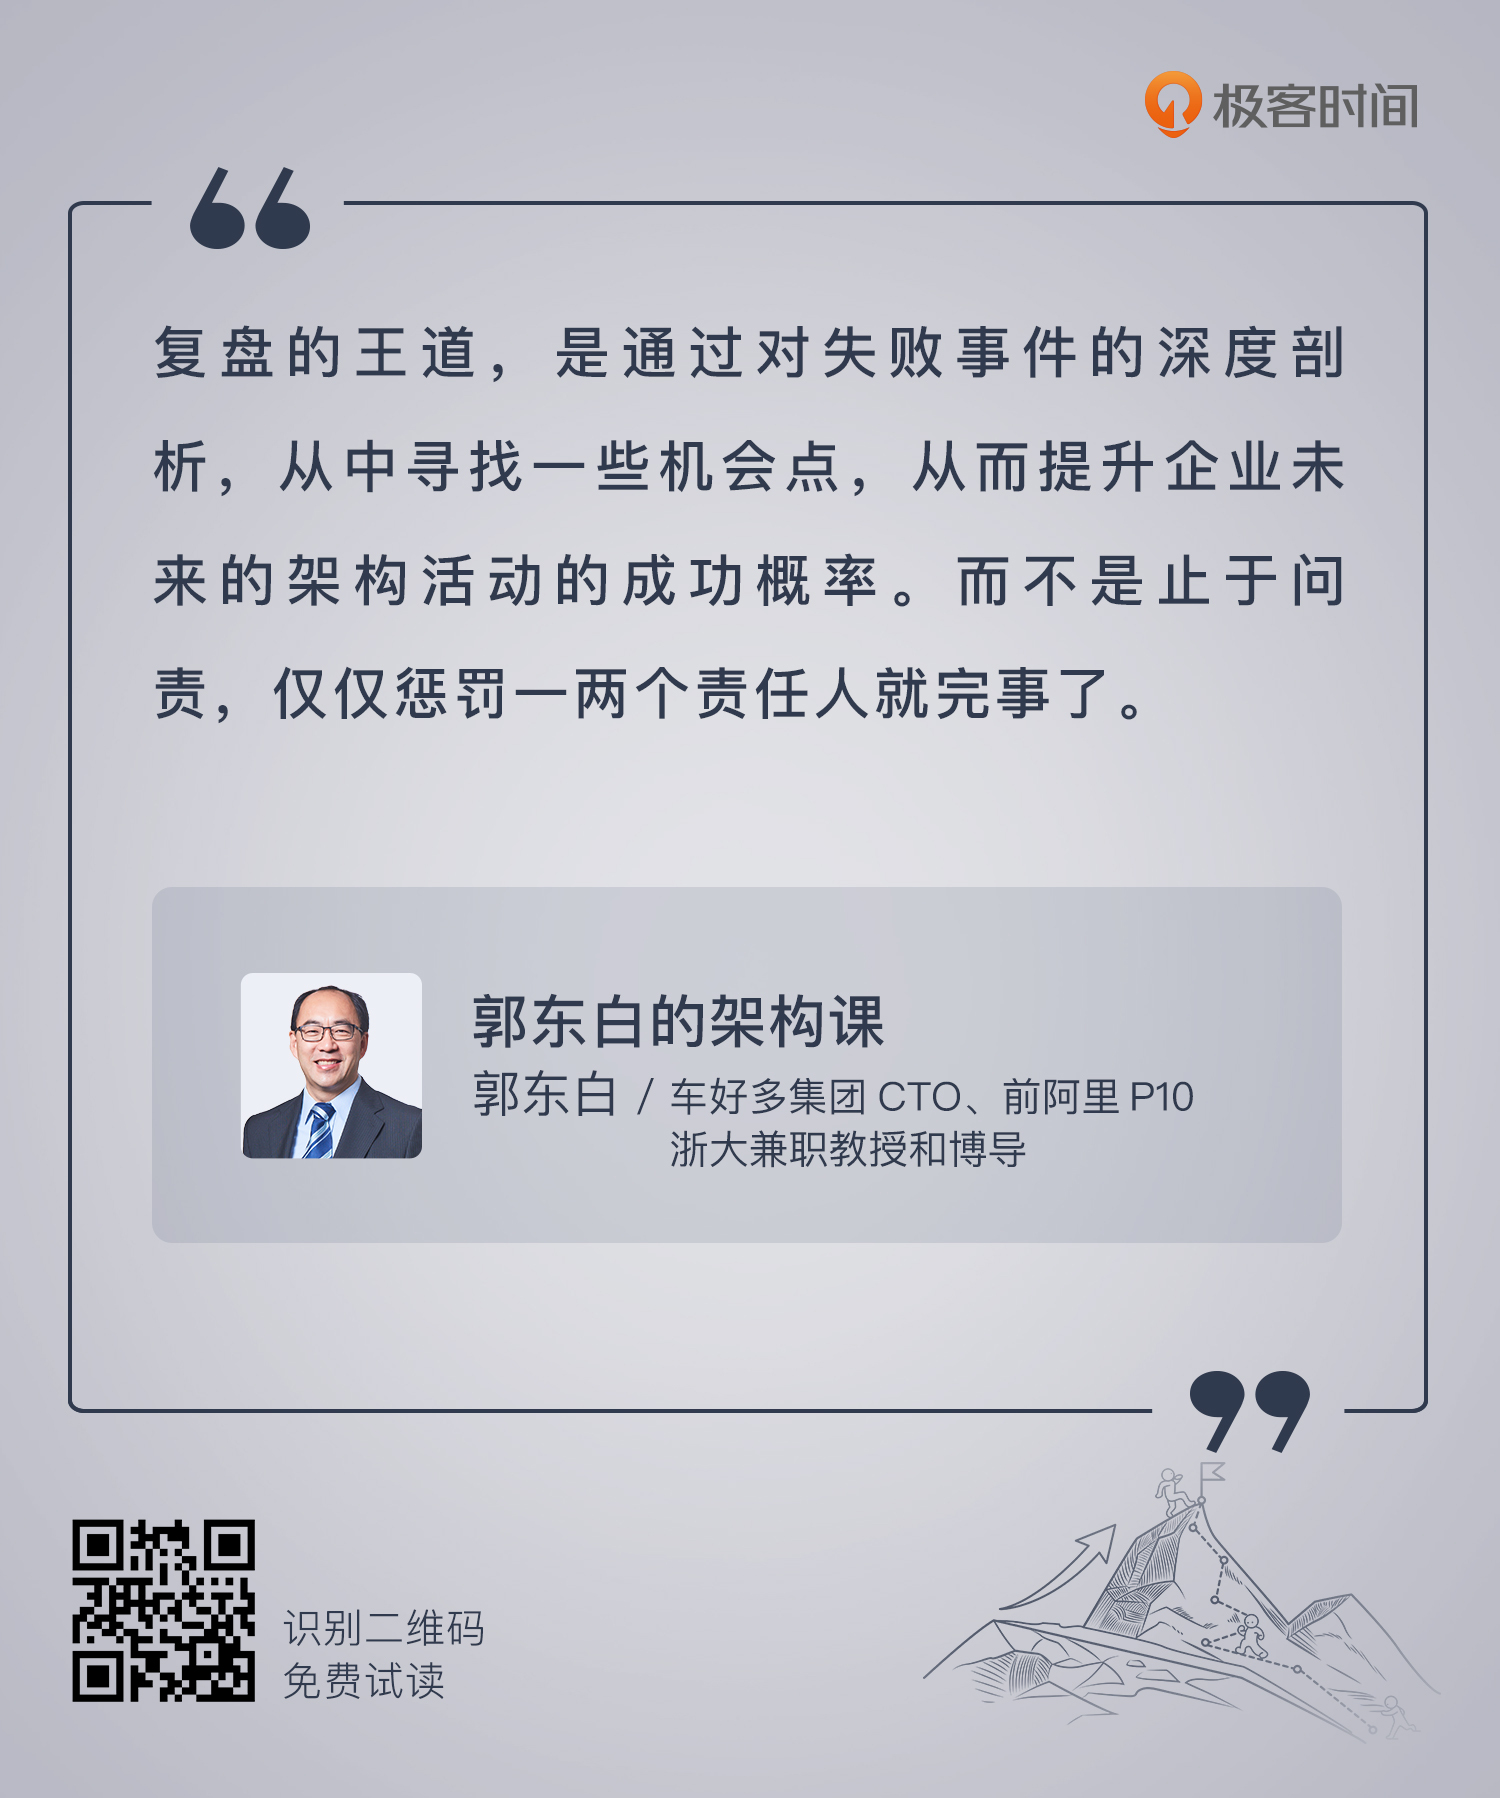 极客时间
复盘的王道，是通过对失败事件的深度剖
析，从中寻找一些机会点，从而提升企业未
来的架构活动的成功概率。而不是止于问
责，仅仅惩罚一两个责任人就完事了。
郭东白的架构课
郭东白 / 车好多集团 CTO、前阿里 P10
浙大兼职教授和博导
识别二维码
免费试读